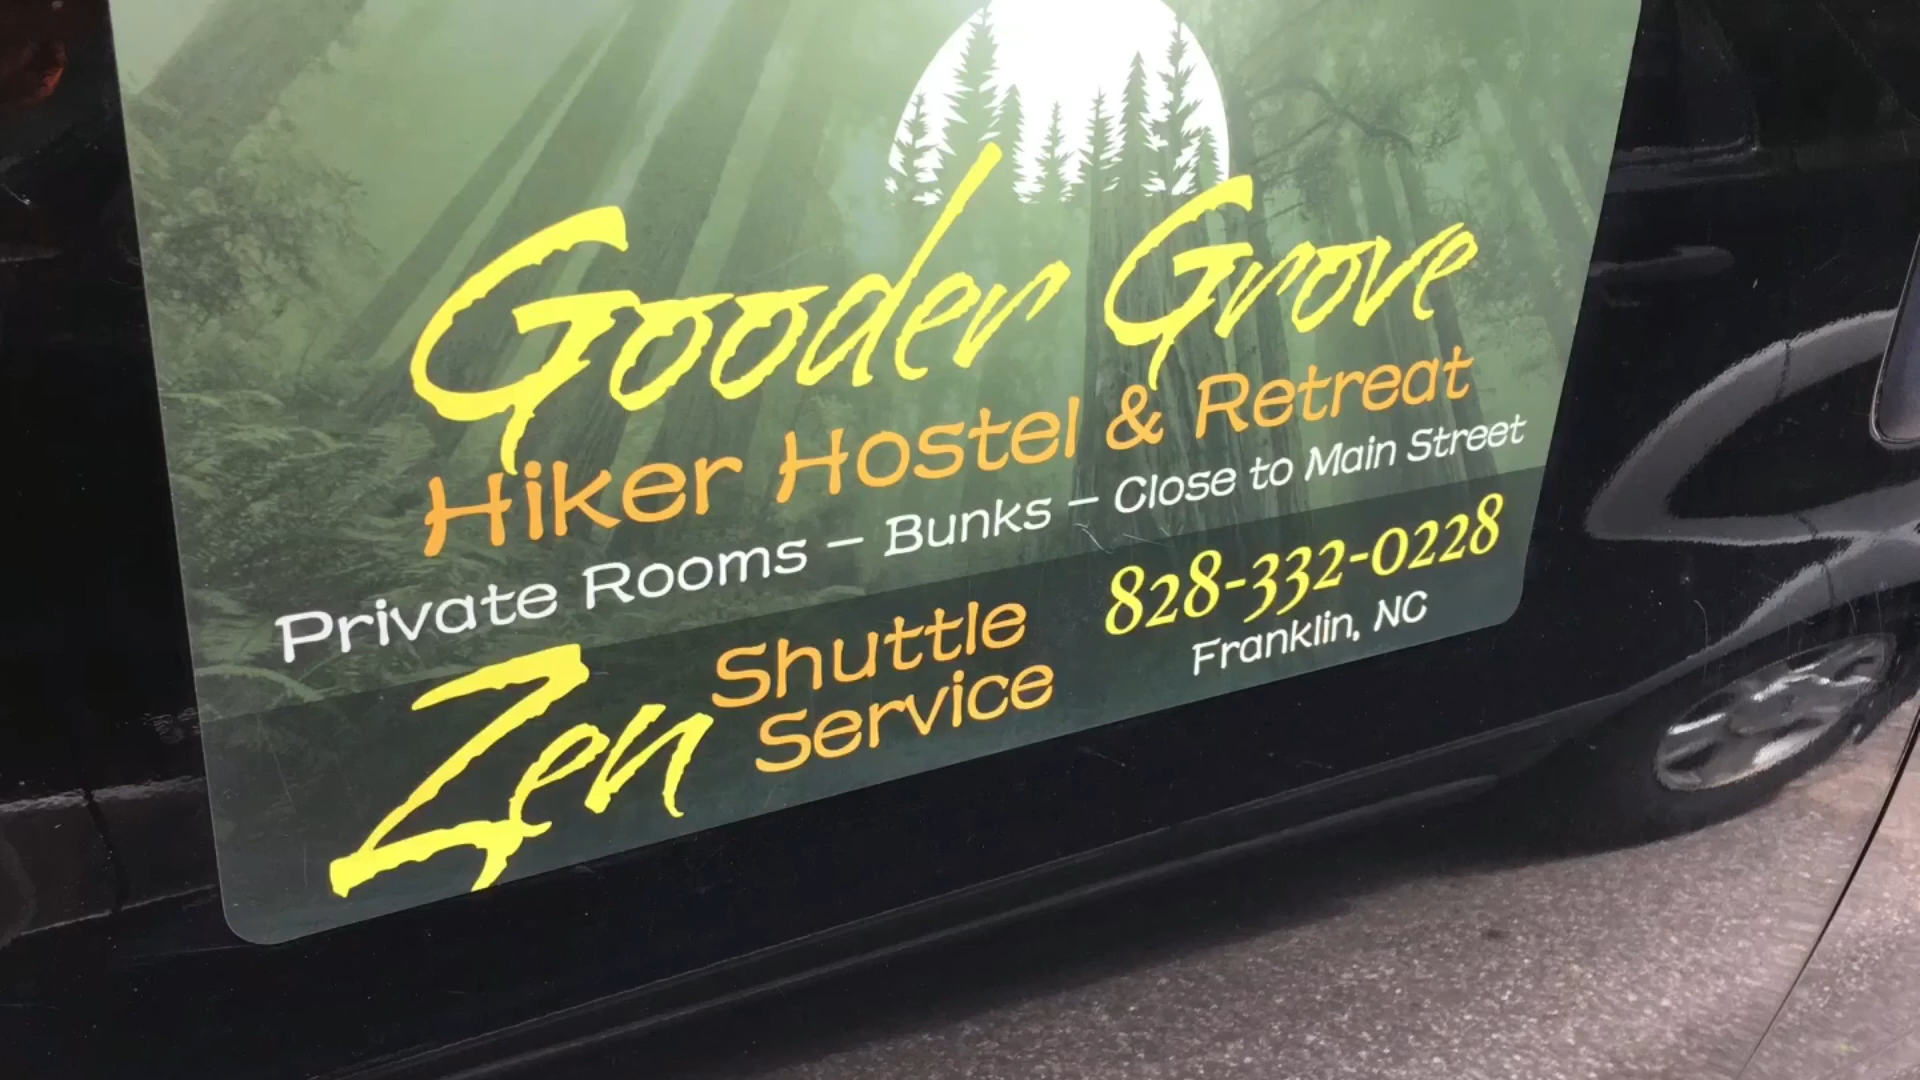 Gooder Grove
Hiker Hostel & Retreat
Private Rooms – Bunks – Close to Main Street
Zen Shuttle Service
828-332-0228
Franklin, NC